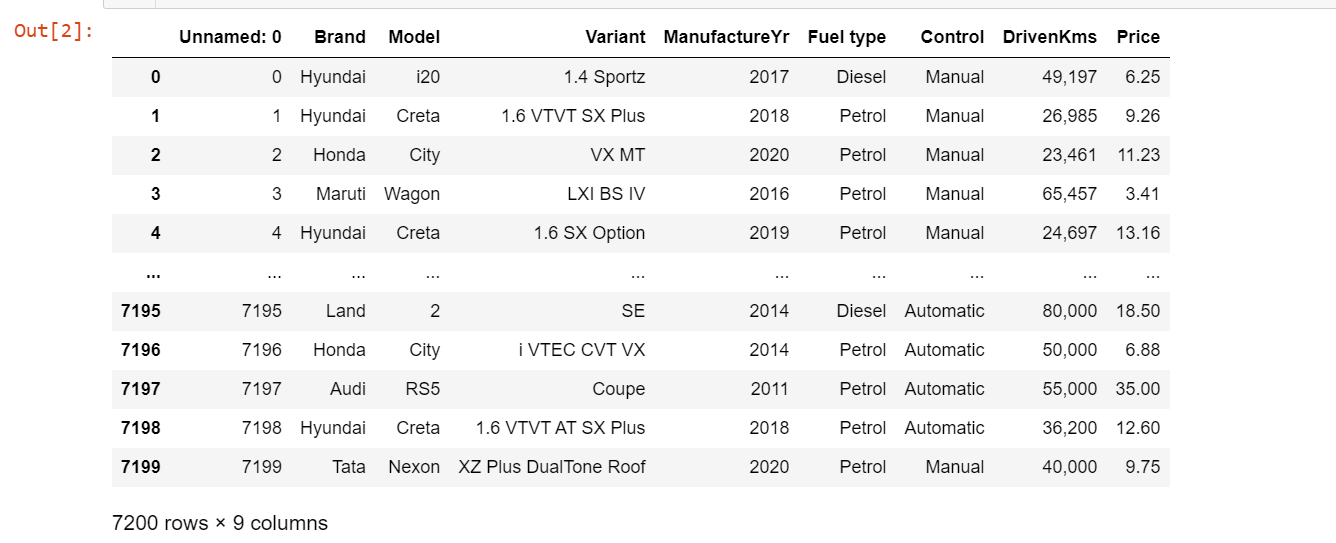 Out[2]:
Unnamed: 0 Brand Model Variant ManufactureYr Fuel type Control DrivenKms Price
0 0 Hyundai i20 1.4 Sportz 2017 Diesel Manual 49,197 6.25
1 1 Hyundai Creta 1.6 VTVT SX Plus 2018 Petrol Manual 26,985 9.26
2 2 Honda City VX MT 2020 Petrol Manual 23,461 11.23
3 3 Maruti Wagon LXI BS IV 2016 Petrol Manual 65,457 3.41
4 4 Hyundai Creta 1.6 SX Option 2019 Petrol Manual 24,697 13.16
... ... ... ... ... ... ... ... ... ...
7195 7195 Land 2 SE 2014 Diesel Automatic 80,000 18.50
7196 7196 Honda City i VTEC CVT VX 2014 Petrol Automatic 50,000 6.88
7197 7197 Audi RS5 Coupe 2011 Petrol Automatic 55,000 35.00
7198 7198 Hyundai Creta 1.6 VTVT AT SX Plus 2018 Petrol Automatic 36,200 12.60
7199 7199 Tata Nexon XZ Plus DualTone Roof 2020 Petrol Manual 40,000 9.75
7200 rows × 9 columns